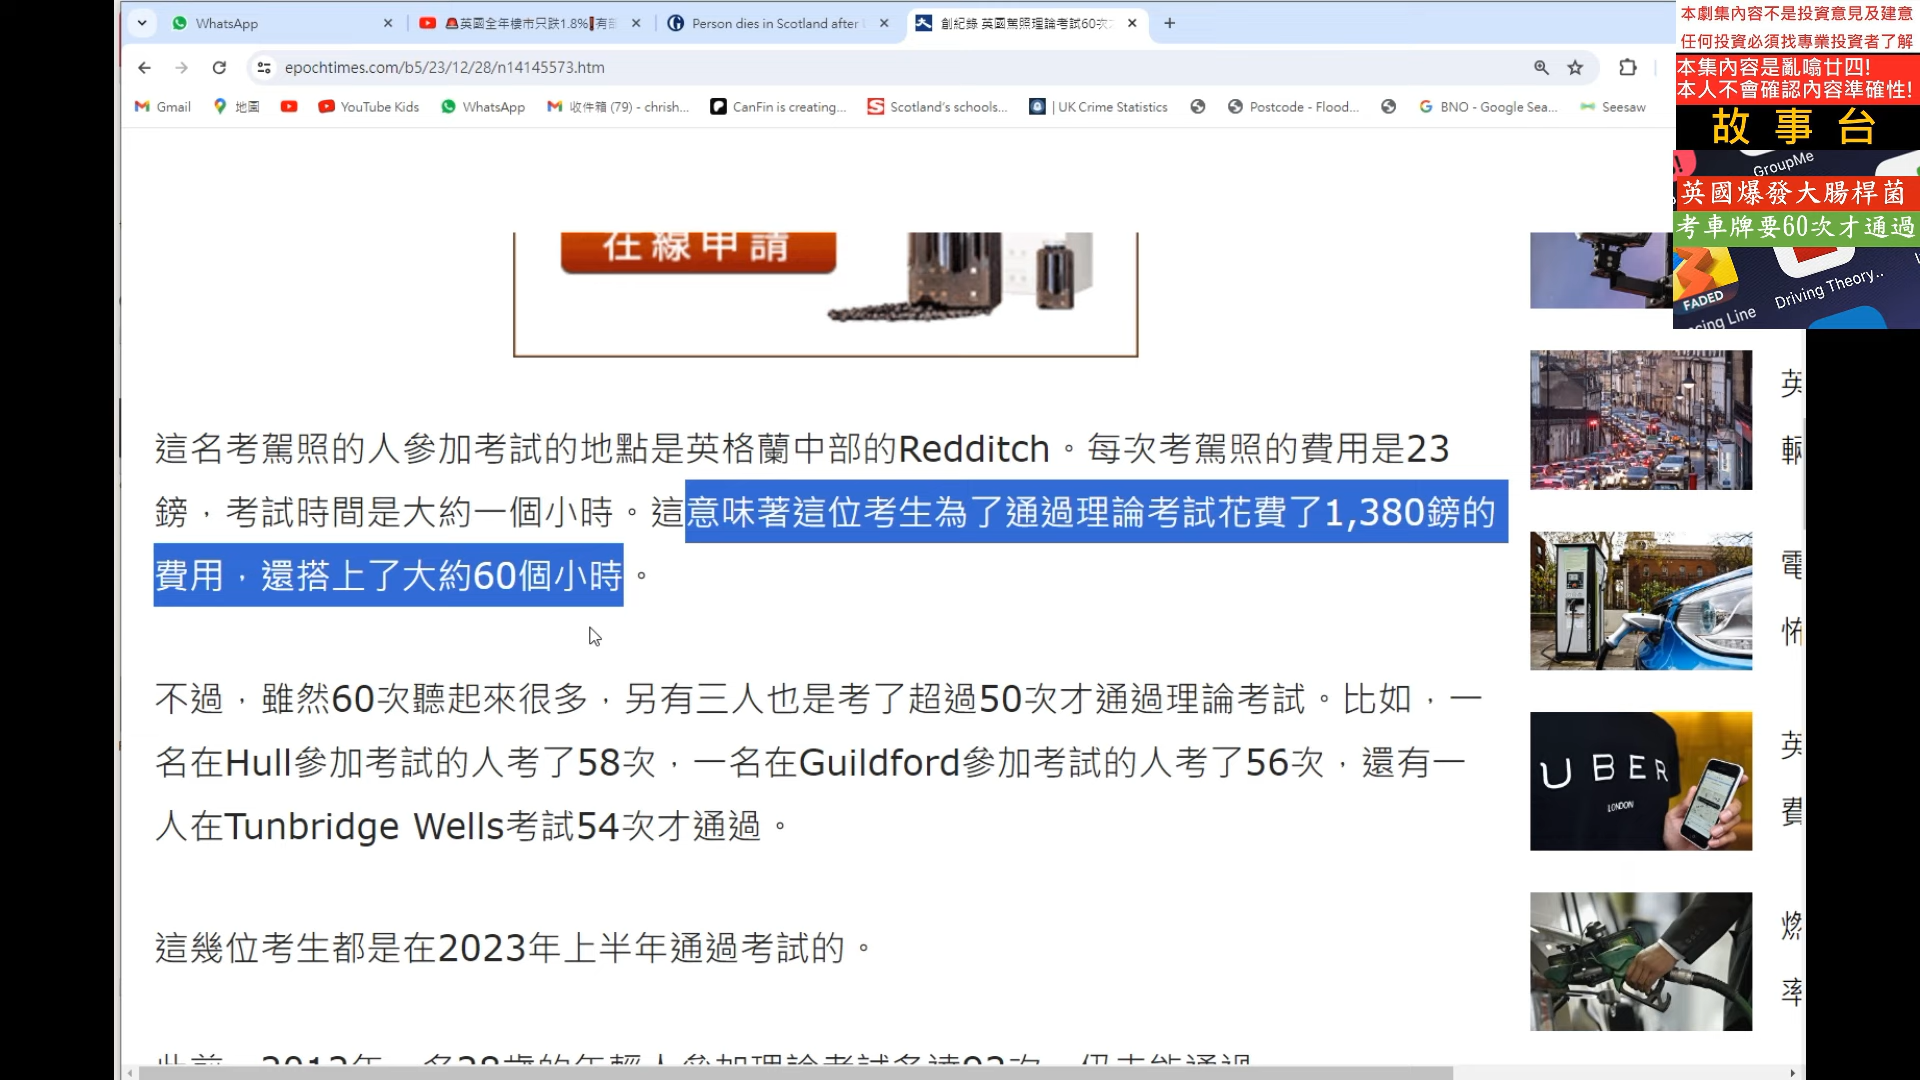 WhatsApp
英國全年樓市只跌1.8%
Person dies in Scotland after
創紀錄 英國駕照理論考試60次
本劇集內容不是投資意見及建意
任何投資必須找專業投資者了解
epochtimes.com/b5/23/12/28/n14145573.htm
本集內容是亂噏廿四!
本人不會確認內容準確性!
Gmail
地圖
YouTube Kids
WhatsApp
收件箱 (79) - chrish...
CanFin is creating...
Scotland's schools...
| UK Crime Statistics
Postcode - Flood...
BNO - Google Sea...
Seesaw
故事台
GroupMe
英國爆發大腸桿菌
考車牌要60次才通過
FADED
Driving Theory..
cing Line
在線申請
這名考駕照的人參加考試的地點是英格蘭中部的Redditch。每次考駕照的費用是23
鎊，考試時間是大約一個小時。這意味著這位考生為了通過理論考試花費了1,380鎊的
費用，還搭上了大約60個小時。
不過，雖然60次聽起來很多，另有三人也是考了超過50次才通過理論考試。比如，一
名在Hull參加考試的人考了58次，一名在Guildford參加考試的人考了56次，還有一
人在Tunbridge Wells考試54次才通過。
這幾位考生都是在2023年上半年通過考試的。
英
輛
電
怖
UBER
LONDON
英
費
燃
率